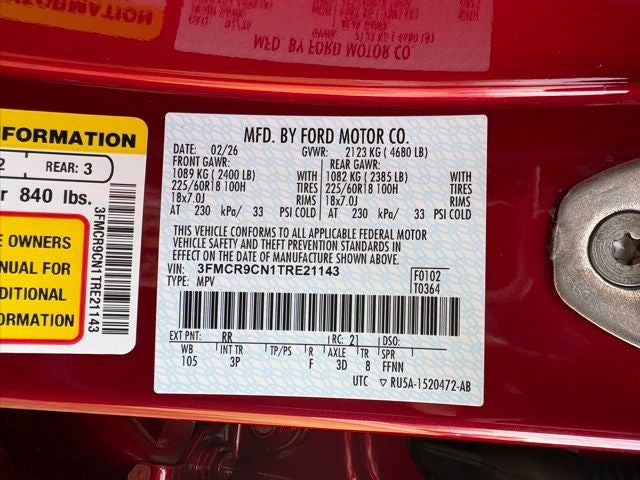 MFD. BY FORD MOTOR CO.
DATE: 02/26 GVWR: 2123 KG ( 4680 LB)
FRONT GAWR: REAR GAWR:
1089 KG ( 2400 LB) WITH 1082 KG ( 2385 LB) WITH
225/60R18 100H TIRES 225/60R18 100H TIRES
18x7.0J RIMS 18x7.0J RIMS
AT 230 kPa/ 33 PSI COLD AT 230 kPa/ 33 PSI COLD
THIS VEHICLE CONFORMS TO ALL APPLICABLE FEDERAL MOTOR
VEHICLE SAFETY AND THEFT PREVENTION STANDARDS IN
EFFECT ON THE DATE OF MANUFACTURE SHOWN ABOVE.
VIN: 3FMCR9CN1TRE21143
TYPE: MPV
F0102
T0364
EXT PNT: RR RC: 21 DSO:
WB INT TR TP/PS R AXLE TR SPR
105 3P F 3D 8 FFNN
UTC ▽ RU5A-1520472-AB
FORMATION
2 REAR: 3
r 840 lbs.
E OWNERS
NUAL FOR
DITIONAL
ORMATION
3FMCR9CN1TRE21143
MFD. BY FORD MOTOR CO.